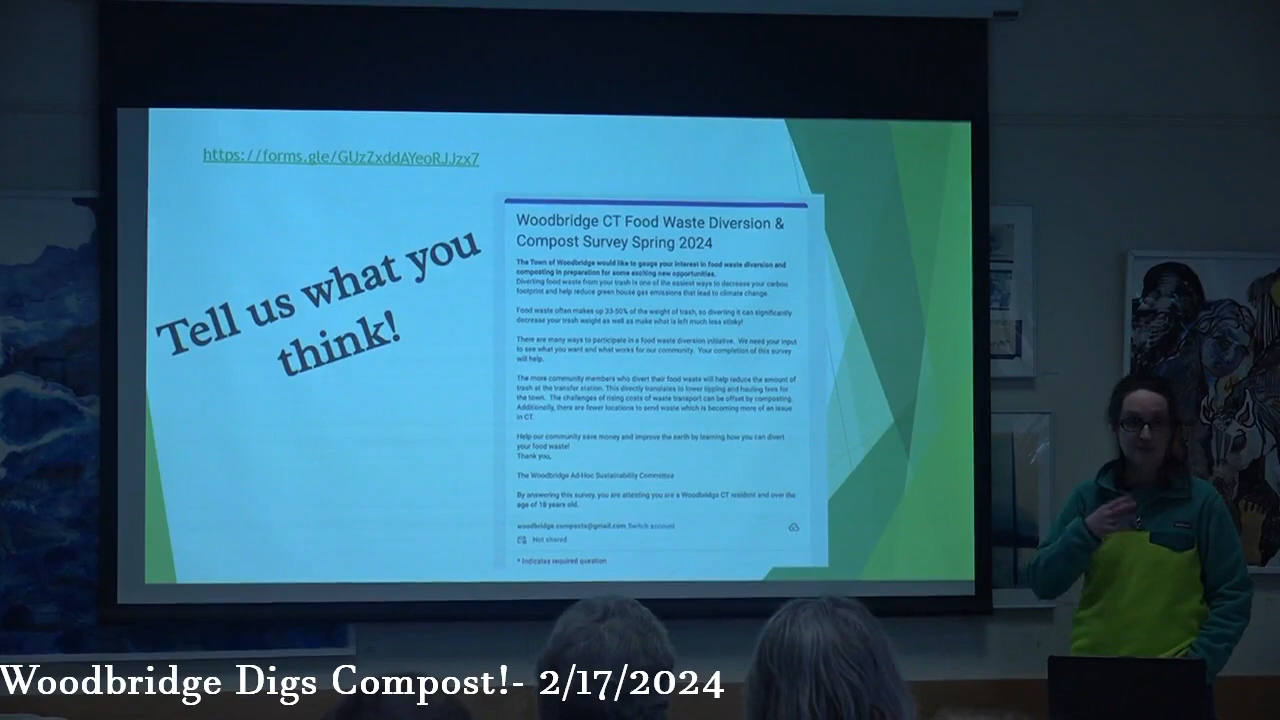 https://forms.gle/GUzZxddAYeoRJJzx7
Tell us what you
think!
Woodbridge CT Food Waste Diversion &
Compost Survey Spring 2024
The Town of Woodbridge would like to gauge your interest in food waste diversion and
composting in preparation for some exciting new opportunities.
Diverting food waste from your trash is one of the easiest ways to decrease your carbon
footprint and help reduce green house gas emissions that lead to climate change.
Food waste often makes up 33-50% of the weight of trash, so diverting it can significantly
decrease your trash weight as well as make what is left much less stinky!
There are many ways to participate in a food waste diversion initiative. We need your input
to see what you want and what works for our community. Your completion of this survey
will help.
The more community members who divert their food waste will help reduce the amount of
trash at the transfer station. This directly translates to lower tipping and hauling fees for
the town. The challenges of rising costs of waste transport can be offset by composting.
Additionally, there are fewer locations to send waste which is becoming more of an issue
in CT.
Help our community save money and improve the earth by learning how you can divert
your food waste!
Thank you,
The Woodbridge Ad-Hoc Sustainability Committee
By answering this survey, you are attesting you are a Woodbridge CT resident and over the
age of 18 years old.
woodbridge.composts@gmail.com Switch account
Not shared
* Indicates required question
Woodbridge Digs Compost!- 2/17/2024